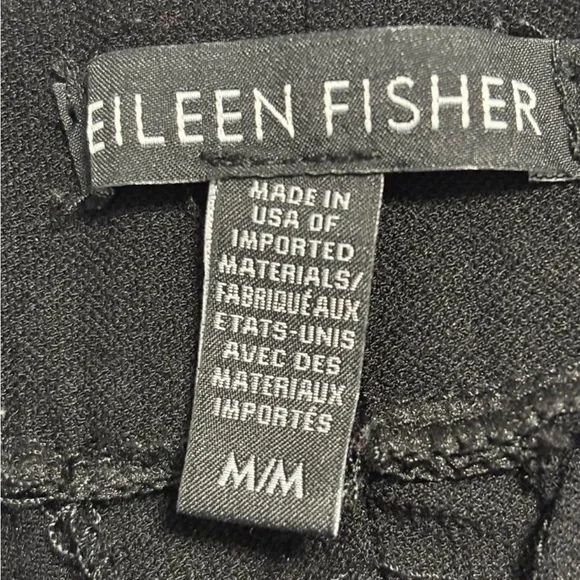 EILEEN FISHER
MADE IN
USA OF
IMPORTED
MATERIALS/
FABRIQUÉ AUX
ETATS-UNIS
AVEC DES
MATERIAUX
IMPORTÉS
M/M